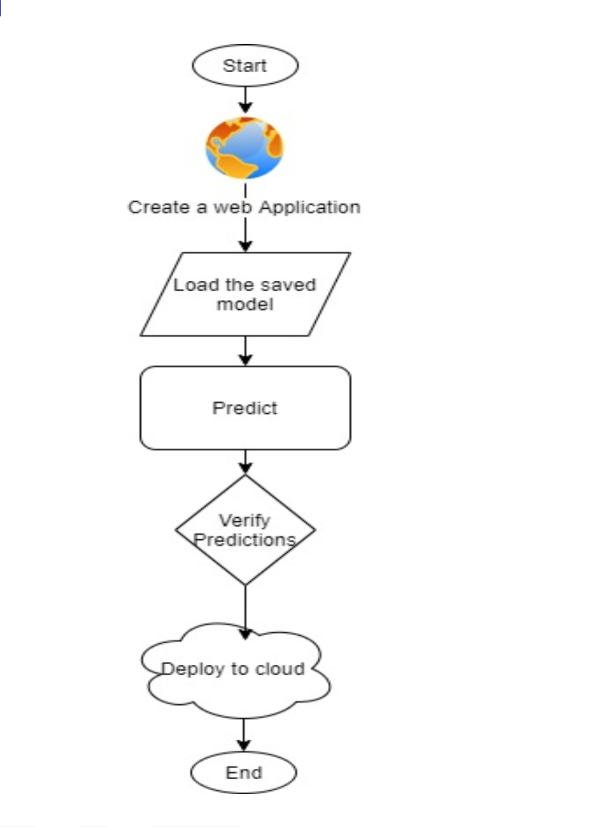 Start
Create a web Application
Load the saved
model
Predict
Verify
Predictions
Deploy to cloud
End